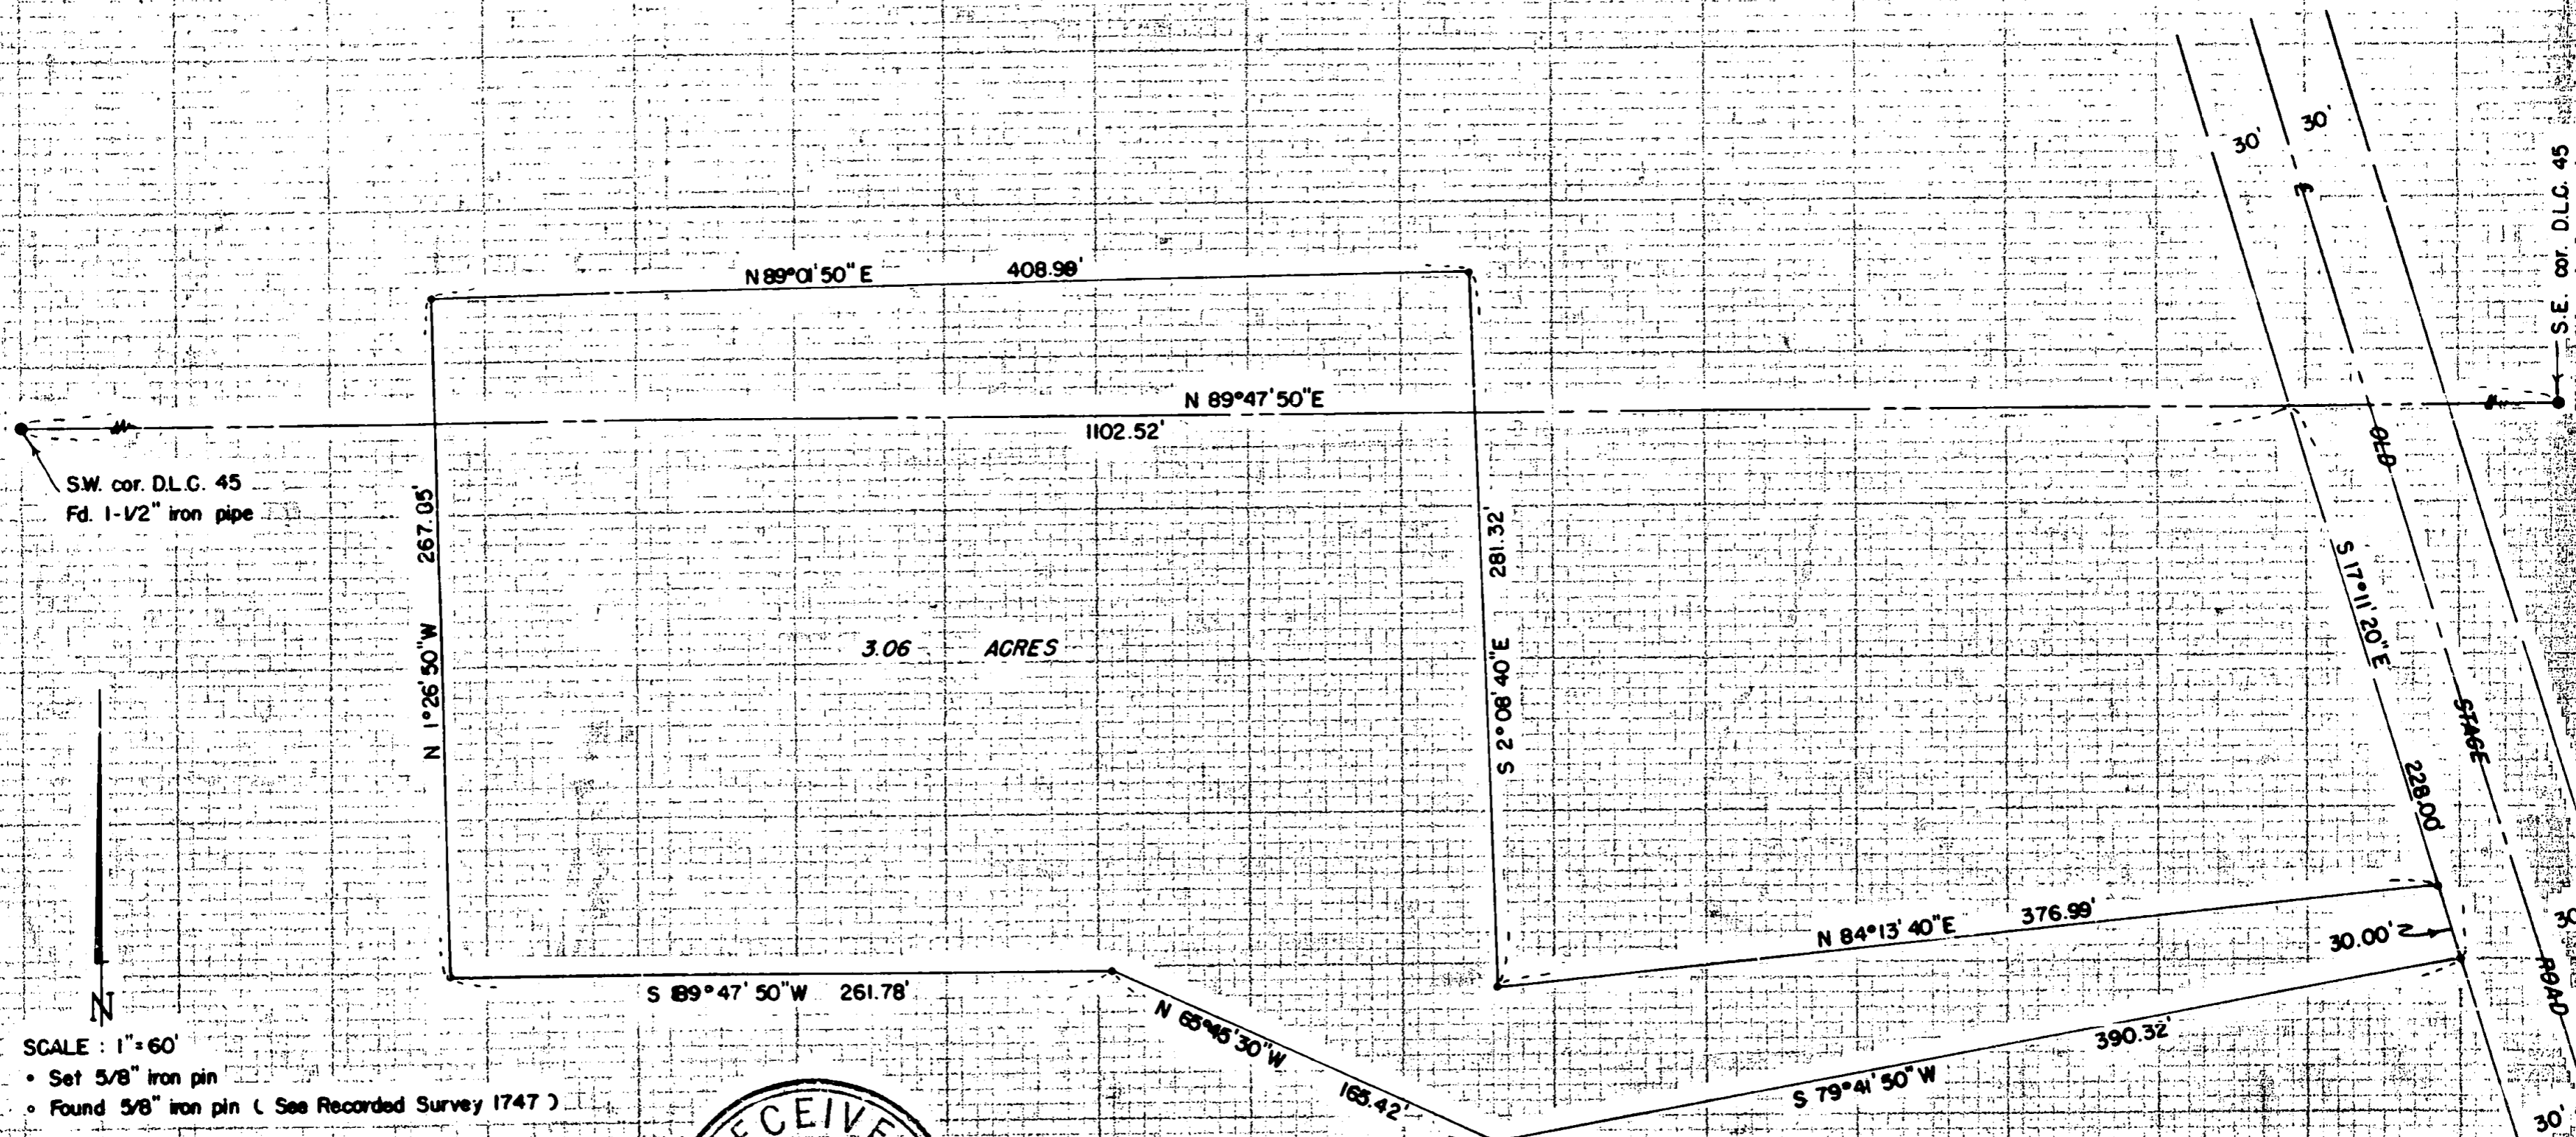 30'
30'
S.E. cor. D.L.C. 45
N 89°01'50" E 408.98'
N 89°47'50"E
1102.52'
S.W. cor. D.L.C. 45
Fd. 1-1/2" iron pipe
N 1°26'50"W 267.05'
S 2°08'40"E 281.32'
3.06 ACRES
OLD STAGE ROAD
S 17°11'20"E 228.00'
N 84°13'40"E 376.99'
30.00'
30
S 89°47'50"W 261.78'
N 65°45'30"W 165.42'
S 79°41'50"W 390.32'
30'
N
SCALE : 1"=60'
• Set 5/8" iron pin
∘ Found 5/8" iron pin ( See Recorded Survey 1747 )